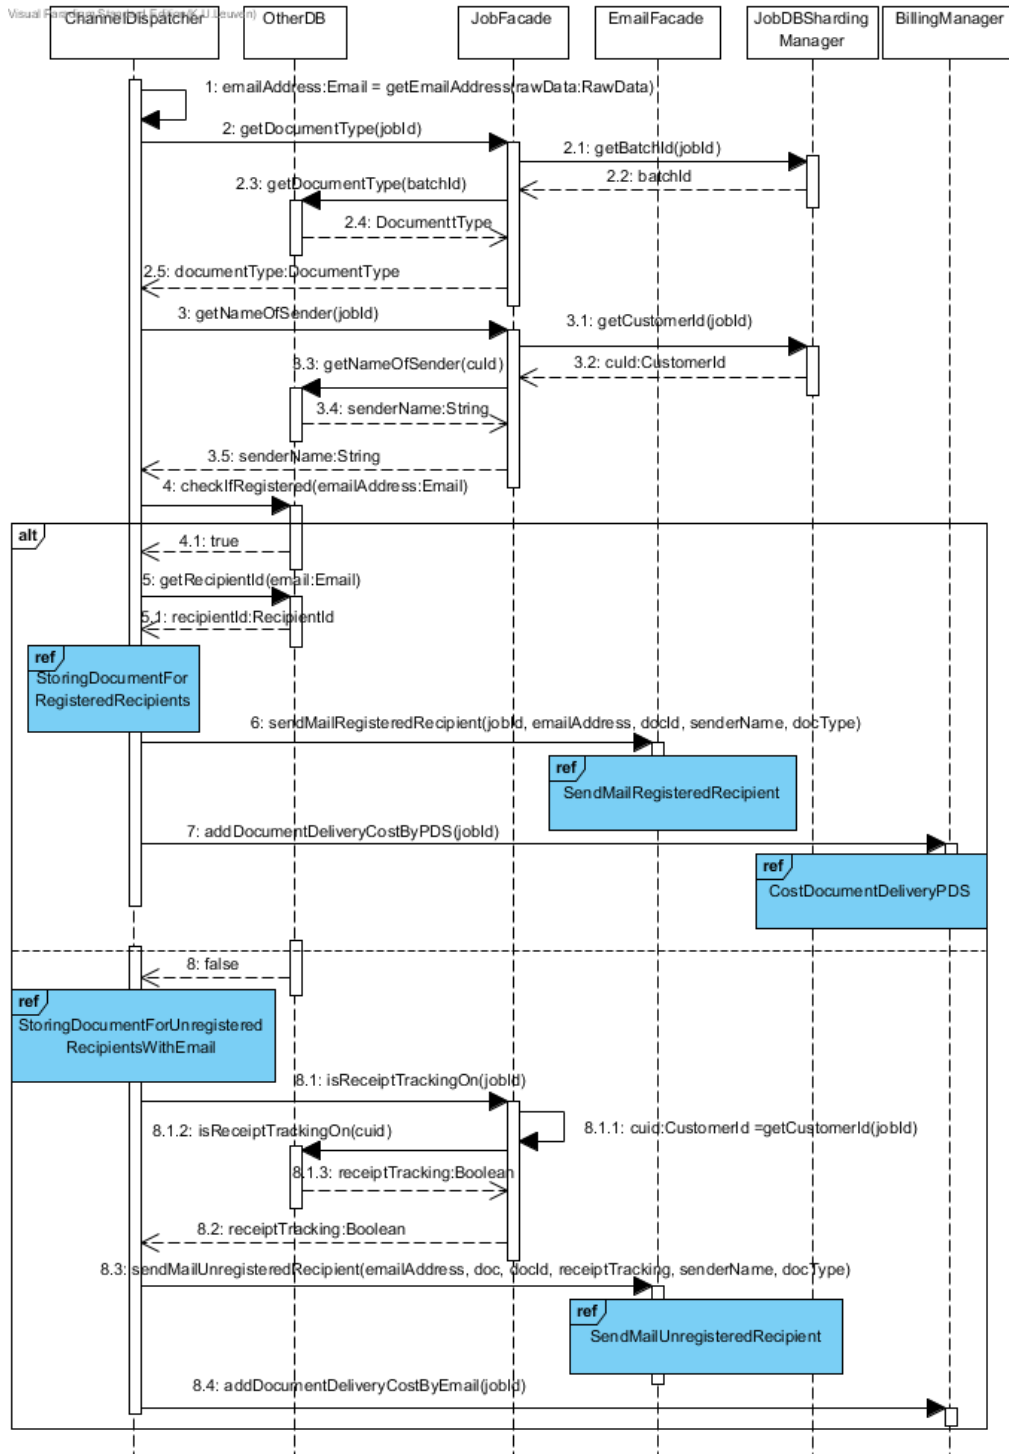 Visual Paradigm Standard Edition(K.U.Leuven)
ChannelDispatcher
OtherDB
JobFacade
EmailFacade
JobDBSharding
Manager
BillingManager
1: emailAddress:Email = getEmailAddress(rawData:RawData)
2: getDocumentType(jobId)
2.1: getBatchId(jobId)
2.2: batchId
2.3: getDocumentType(batchId)
2.4: DocumenttType
2.5: documentType:DocumentType
3: getNameOfSender(jobId)
3.1: getCustomerId(jobId)
3.2: cuId:CustomerId
3.3: getNameOfSender(cuId)
3.4: senderName:String
3.5: senderName:String
4: checkIfRegistered(emailAddress:Email)
alt
4.1: true
5: getRecipientId(email:Email)
5.1: recipientId:RecipientId
ref
StoringDocumentFor
RegisteredRecipients
6: sendMailRegisteredRecipient(jobId, emailAddress, docId, senderName, docType)
ref
SendMailRegisteredRecipient
7: addDocumentDeliveryCostByPDS(jobId)
ref
CostDocumentDeliveryPDS
8: false
ref
StoringDocumentForUnregistered
RecipientsWithEmail
8.1: isReceiptTrackingOn(jobId)
8.1.1: cuid:CustomerId =getCustomerId(jobId)
8.1.2: isReceiptTrackingOn(cuid)
8.1.3: receiptTracking:Boolean
8.2: receiptTracking:Boolean
8.3: sendMailUnregisteredRecipient(emailAddress, doc, docId, receiptTracking, senderName, docType)
ref
SendMailUnregisteredRecipient
8.4: addDocumentDeliveryCostByEmail(jobId)